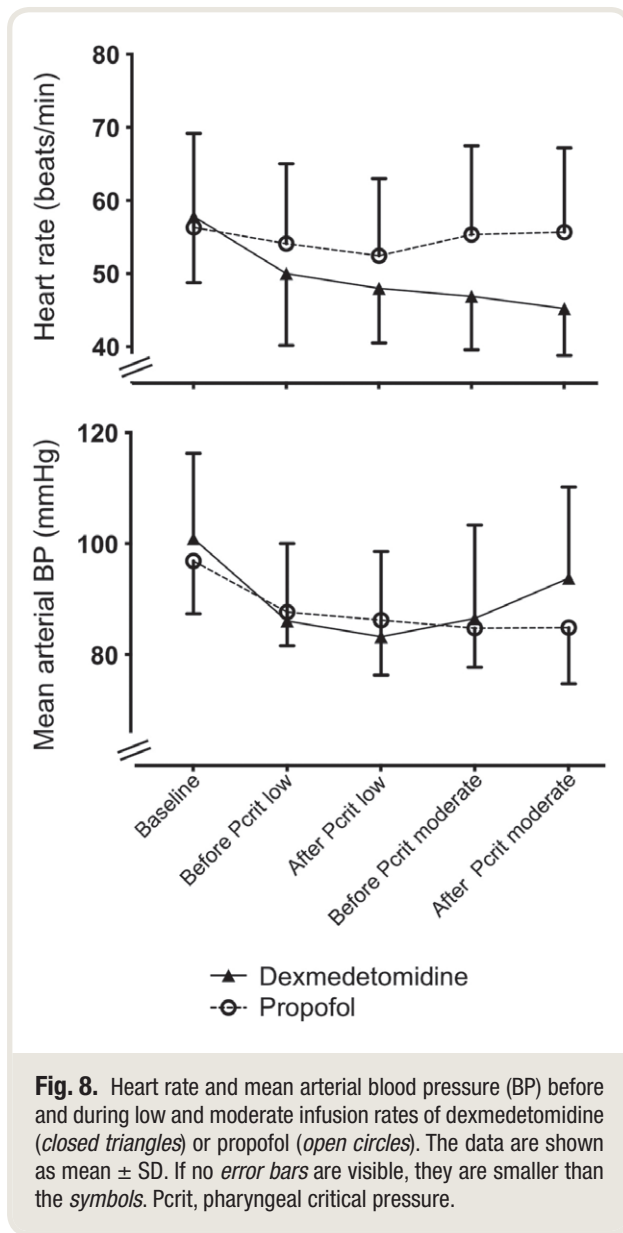 Heart rate (beats/min)
80
70
60
50
40
Mean arterial BP (mmHg)
120
100
80
Baseline
Before Pcrit low
After Pcrit low
Before Pcrit moderate
After Pcrit moderate
Dexmedetomidine
Propofol
Fig. 8. Heart rate and mean arterial blood pressure (BP) before
and during low and moderate infusion rates of dexmedetomidine
(closed triangles) or propofol (open circles). The data are shown
as mean ± SD. If no error bars are visible, they are smaller than
the symbols. Pcrit, pharyngeal critical pressure.